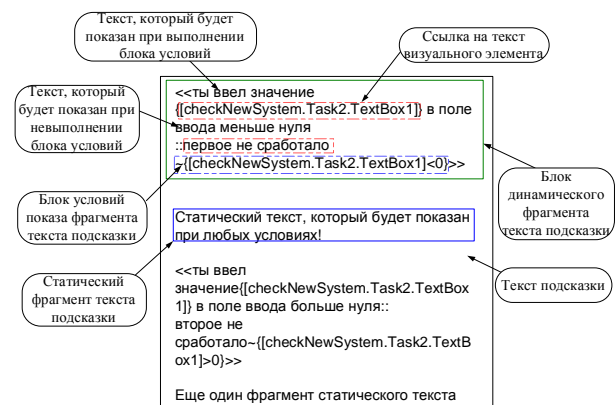 Текст, который будет
показан при выполнении
блока условий
Ссылка на текст
визуального элемента
Текст, который
будет показан при
невыполнении
блока условий
<<ты ввел значение
{[checkNewSystem.Task2.TextBox1]} в поле
ввода меньше нуля
::первое не сработало
~{[checkNewSystem.Task2.TextBox1]<0}>>
Блок условий
показа фрагмента
текста подсказки
Блок
динамического
фрагмента
текста подсказки
Статический текст, который будет показан
при любых условиях!
Статический
фрагмент текста
подсказки
Текст подсказки
<<ты ввел
значение{[checkNewSystem.Task2.TextBox
1]} в поле ввода больше нуля::
второе не
сработало~{[checkNewSystem.Task2.TextB
ox1]>0}>>
Еще один фрагмент статического текста